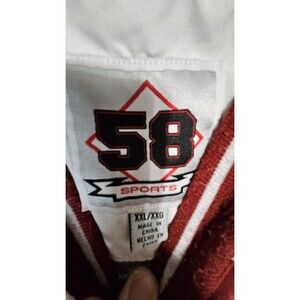 58
SPORTS
XXL/XXG
MADE IN
CHINA
HECHO EN
CHINA